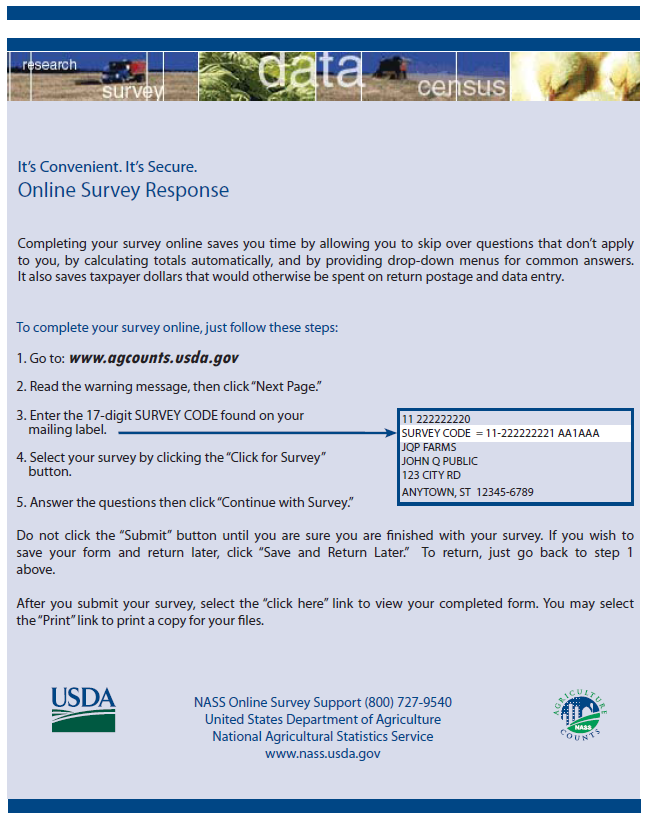 research
survey
data
census
It's Convenient. It's Secure.
Online Survey Response
Completing your survey online saves you time by allowing you to skip over questions that don't apply
to you, by calculating totals automatically, and by providing drop-down menus for common answers.
It also saves taxpayer dollars that would otherwise be spent on return postage and data entry.
To complete your survey online, just follow these steps:
1. Go to: www.agcounts.usda.gov
2. Read the warning message, then click "Next Page."
3. Enter the 17-digit SURVEY CODE found on your
mailing label.
11 222222220
SURVEY CODE = 11-222222221 AA1AAA
JQP FARMS
JOHN Q PUBLIC
123 CITY RD
ANYTOWN, ST 12345-6789
4. Select your survey by clicking the "Click for Survey"
button.
5. Answer the questions then click "Continue with Survey."
Do not click the "Submit" button until you are sure you are finished with your survey. If you wish to
save your form and return later, click "Save and Return Later." To return, just go back to step 1
above.
After you submit your survey, select the "click here" link to view your completed form. You may select
the "Print" link to print a copy for your files.
USDA
NASS Online Survey Support (800) 727-9540
United States Department of Agriculture
National Agricultural Statistics Service
www.nass.usda.gov
AGRICULTURE
NASS
COUNTS